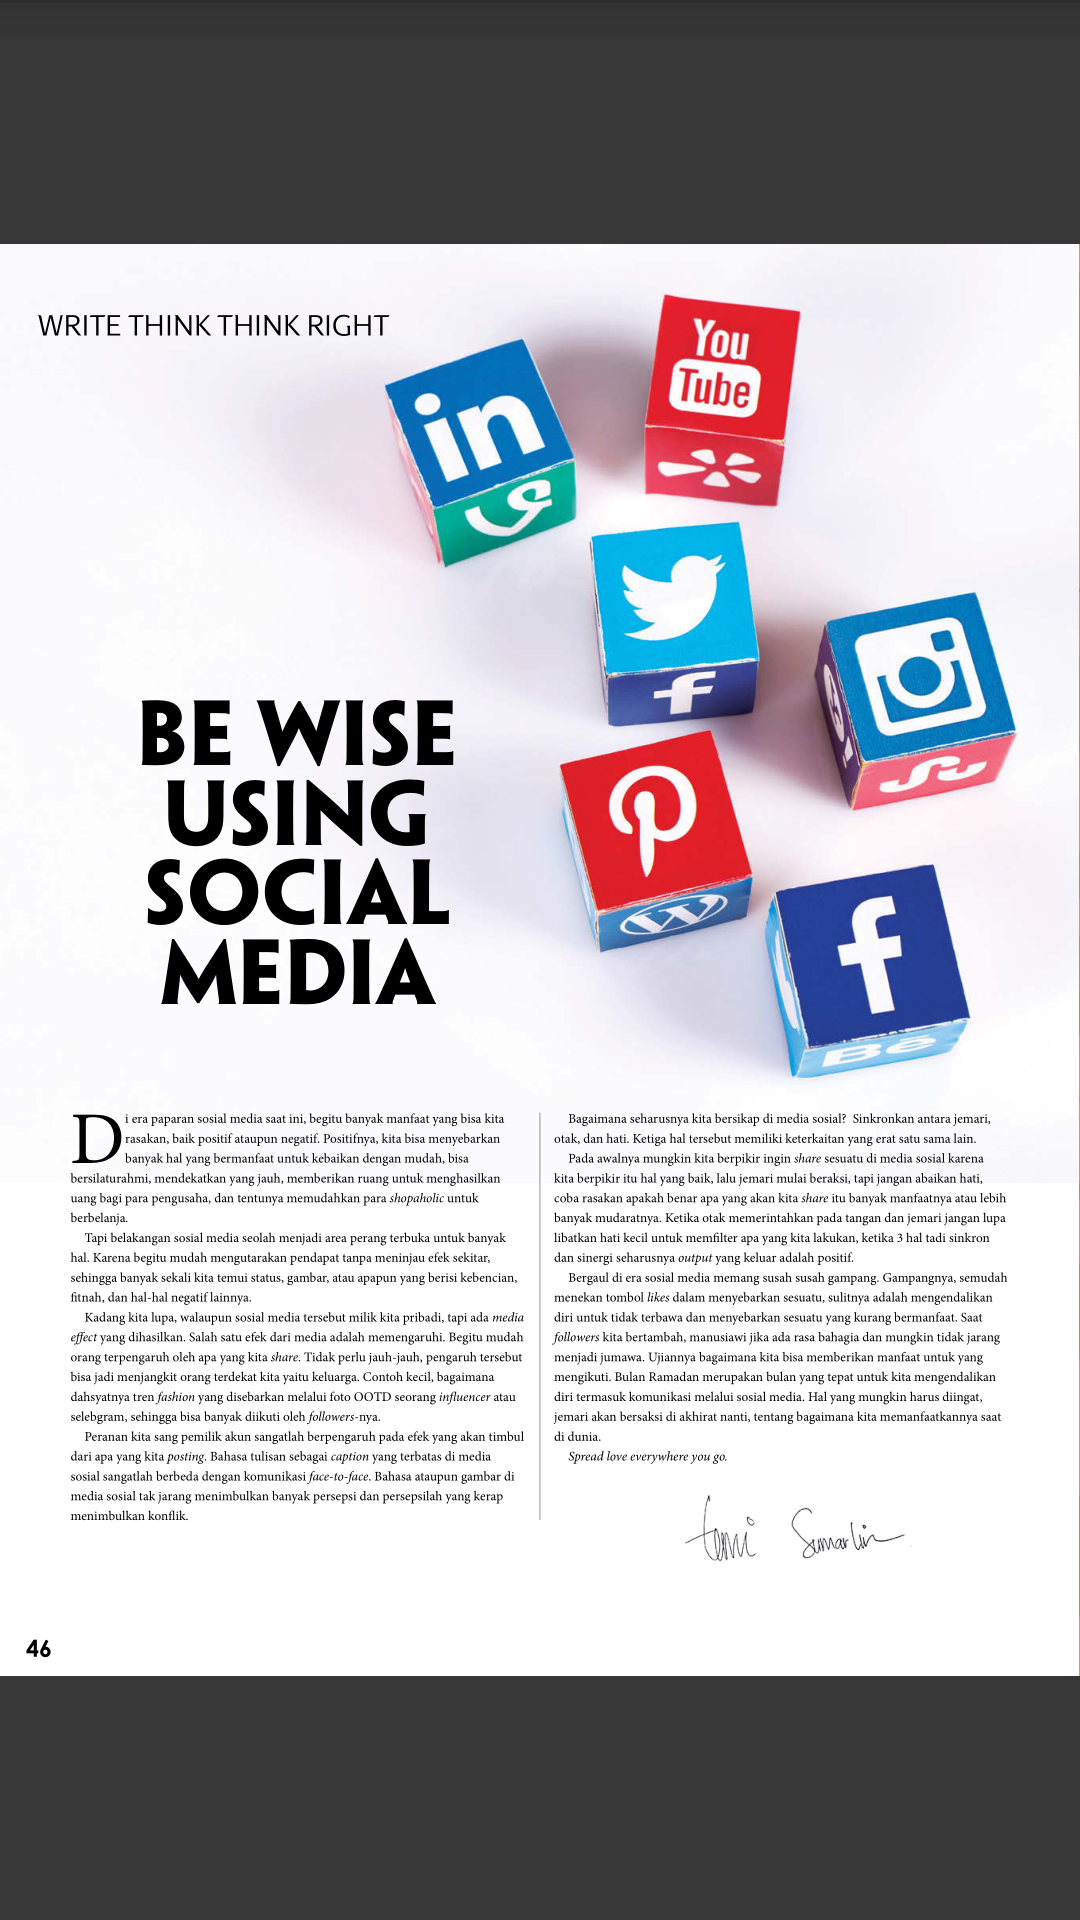 WRITE THINK THINK RIGHT
You
Tube
in
f
BE WISE
USING
SOCIAL
MEDIA
W
f
Bē
Di era paparan sosial media saat ini, begitu banyak manfaat yang bisa kita
rasakan, baik positif ataupun negatif. Positifnya, kita bisa menyebarkan
banyak hal yang bermanfaat untuk kebaikan dengan mudah, bisa
bersilaturahmi, mendekatkan yang jauh, memberikan ruang untuk menghasilkan
uang bagi para pengusaha, dan tentunya memudahkan para shopaholic untuk
berbelanja.
Tapi belakangan sosial media seolah menjadi area perang terbuka untuk banyak
hal. Karena begitu mudah mengutarakan pendapat tanpa meninjau efek sekitar,
sehingga banyak sekali kita temui status, gambar, atau apapun yang berisi kebencian,
fitnah, dan hal-hal negatif lainnya.
Kadang kita lupa, walaupun sosial media tersebut milik kita pribadi, tapi ada media
effect yang dihasilkan. Salah satu efek dari media adalah memengaruhi. Begitu mudah
orang terpengaruh oleh apa yang kita share. Tidak perlu jauh-jauh, pengaruh tersebut
bisa jadi menjangkit orang terdekat kita yaitu keluarga. Contoh kecil, bagaimana
dahsyatnya tren fashion yang disebarkan melalui foto OOTD seorang influencer atau
selebgram, sehingga bisa banyak diikuti oleh followers-nya.
Peranan kita sang pemilik akun sangatlah berpengaruh pada efek yang akan timbul
dari apa yang kita posting. Bahasa tulisan sebagai caption yang terbatas di media
sosial sangatlah berbeda dengan komunikasi face-to-face. Bahasa ataupun gambar di
media sosial tak jarang menimbulkan banyak persepsi dan persepsilah yang kerap
menimbulkan konflik.
Bagaimana seharusnya kita bersikap di media sosial? Sinkronkan antara jemari,
otak, dan hati. Ketiga hal tersebut memiliki keterkaitan yang erat satu sama lain.
Pada awalnya mungkin kita berpikir ingin share sesuatu di media sosial karena
kita berpikir itu hal yang baik, lalu jemari mulai beraksi, tapi jangan abaikan hati,
coba rasakan apakah benar apa yang akan kita share itu banyak manfaatnya atau lebih
banyak mudaratnya. Ketika otak memerintahkan pada tangan dan jemari jangan lupa
libatkan hati kecil untuk memfilter apa yang kita lakukan, ketika 3 hal tadi sinkron
dan sinergi seharusnya output yang keluar adalah positif.
Bergaul di era sosial media memang susah susah gampang. Gampangnya, semudah
menekan tombol likes dalam menyebarkan sesuatu, sulitnya adalah mengendalikan
diri untuk tidak terbawa dan menyebarkan sesuatu yang kurang bermanfaat. Saat
followers kita bertambah, manusiawi jika ada rasa bahagia dan mungkin tidak jarang
menjadi jumawa. Ujiannya bagaimana kita bisa memberikan manfaat untuk yang
mengikuti. Bulan Ramadan merupakan bulan yang tepat untuk kita mengendalikan
diri termasuk komunikasi melalui sosial media. Hal yang mungkin harus diingat,
jemari akan bersaksi di akhirat nanti, tentang bagaimana kita memanfaatkannya saat
di dunia.
Spread love everywhere you go.
Tami Sumarlin
46